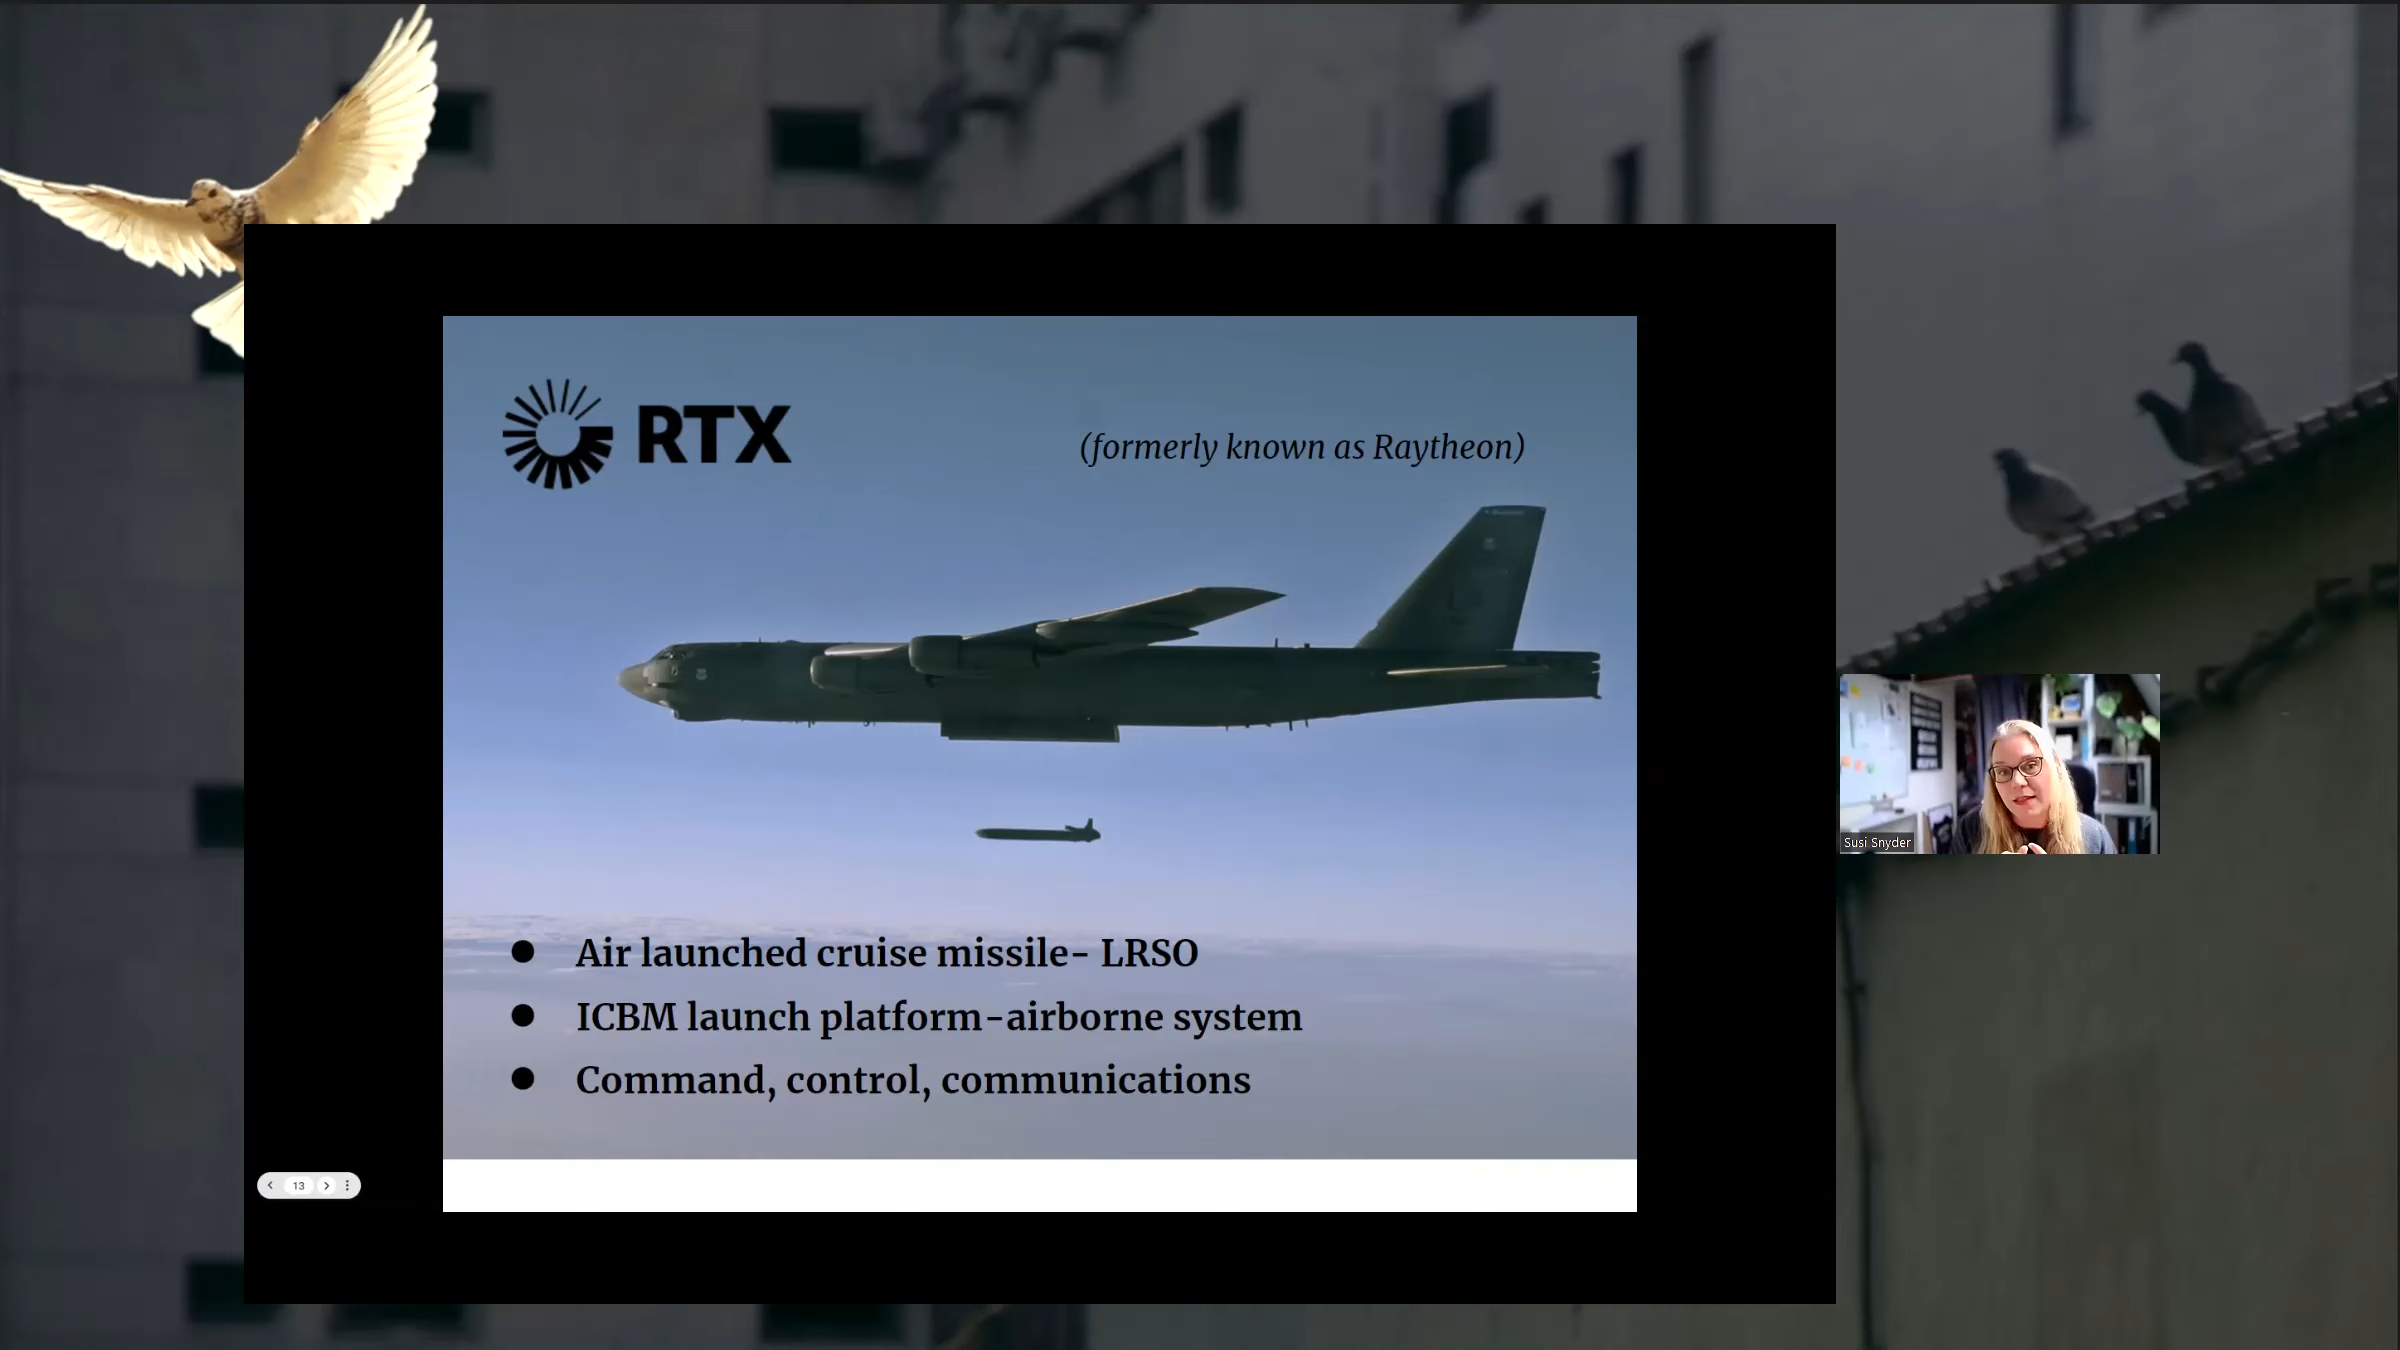 RTX
(formerly known as Raytheon)
● Air launched cruise missile- LRSO
● ICBM launch platform-airborne system
● Command, control, communications
13
Susi Snyder